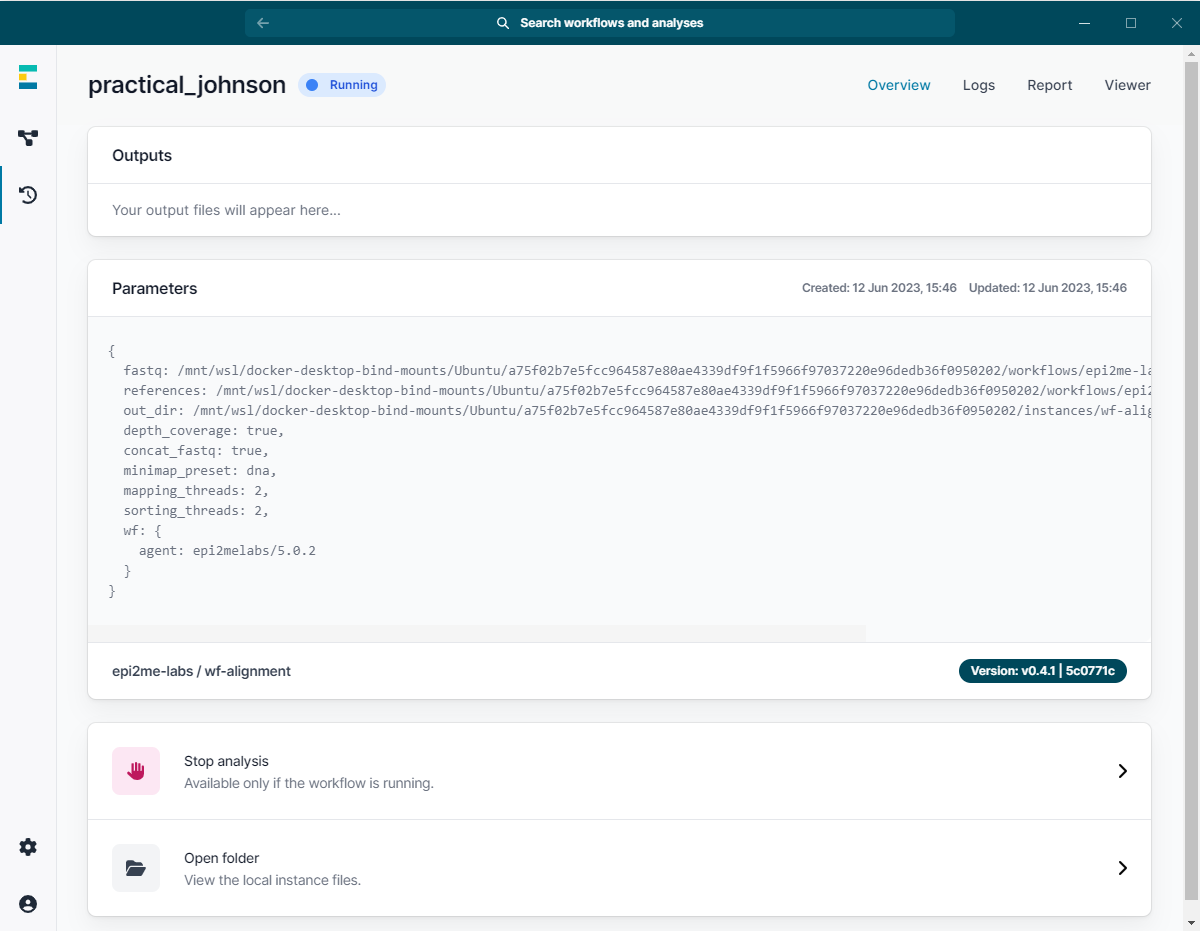 Search workflows and analyses
practical_johnson
Running
Overview
Logs
Report
Viewer
Outputs
Your output files will appear here...
Parameters
Created: 12 Jun 2023, 15:46
Updated: 12 Jun 2023, 15:46
{
fastq: /mnt/wsl/docker-desktop-bind-mounts/Ubuntu/a75f02b7e5fcc964587e80ae4339df9f1f5966f97037220e96dedb36f0950202/workflows/epi2me-la
references: /mnt/wsl/docker-desktop-bind-mounts/Ubuntu/a75f02b7e5fcc964587e80ae4339df9f1f5966f97037220e96dedb36f0950202/workflows/epi2
out_dir: /mnt/wsl/docker-desktop-bind-mounts/Ubuntu/a75f02b7e5fcc964587e80ae4339df9f1f5966f97037220e96dedb36f0950202/instances/wf-alig
depth_coverage: true,
concat_fastq: true,
minimap_preset: dna,
mapping_threads: 2,
sorting_threads: 2,
wf: {
agent: epi2melabs/5.0.2
}
}
epi2me-labs / wf-alignment
Version: v0.4.1 | 5c0771c
Stop analysis
Available only if the workflow is running.
Open folder
View the local instance files.